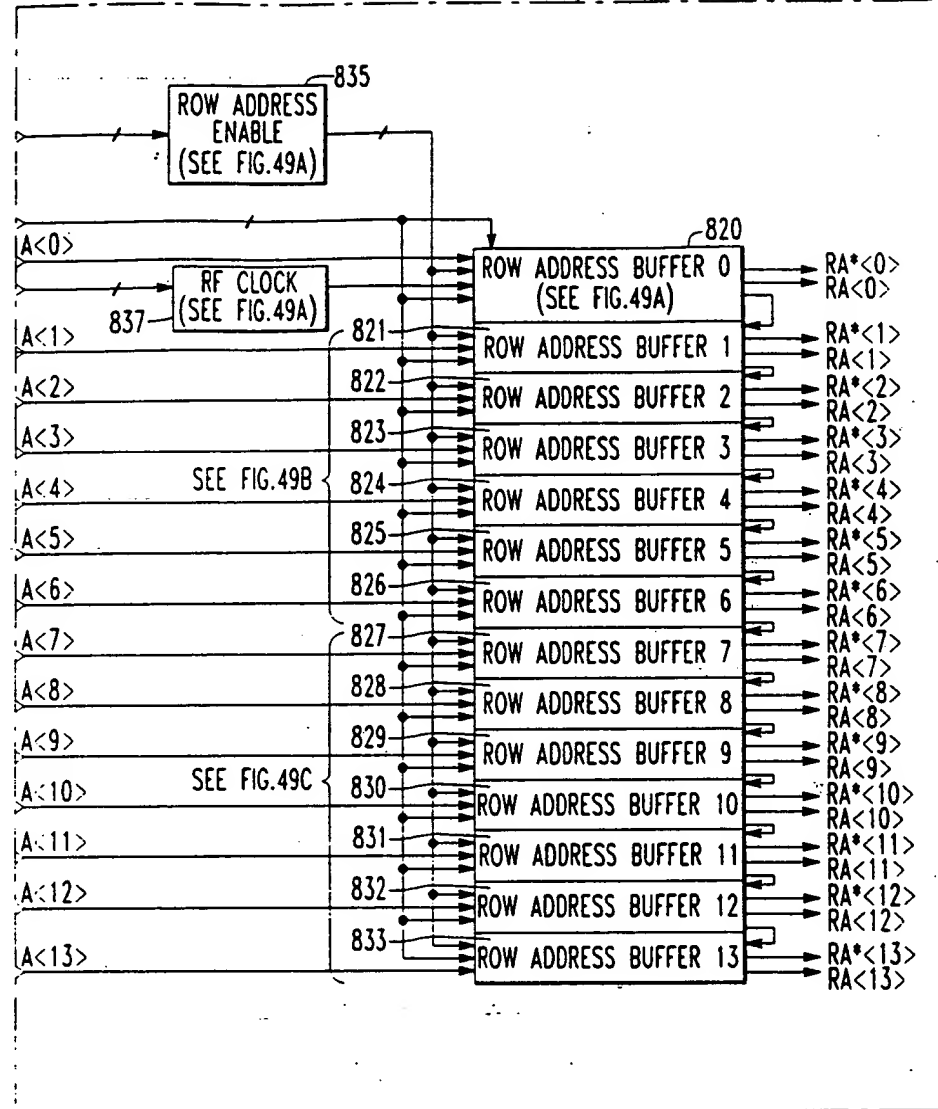 835
ROW ADDRESS
ENABLE
(SEE FIG.49A)
820
A<0>
ROW ADDRESS BUFFER 0
(SEE FIG.49A)
RA*<0>
RA<0>
RF CLOCK
(SEE FIG.49A)
837
A<1>
821
ROW ADDRESS BUFFER 1
RA*<1>
RA<1>
A<2>
822
ROW ADDRESS BUFFER 2
RA*<2>
RA<2>
A<3>
823
ROW ADDRESS BUFFER 3
RA*<3>
RA<3>
SEE FIG.49B
A<4>
824
ROW ADDRESS BUFFER 4
RA*<4>
RA<4>
A<5>
825
ROW ADDRESS BUFFER 5
RA*<5>
RA<5>
A<6>
826
ROW ADDRESS BUFFER 6
RA*<6>
RA<6>
A<7>
827
ROW ADDRESS BUFFER 7
RA*<7>
RA<7>
A<8>
828
ROW ADDRESS BUFFER 8
RA*<8>
RA<8>
A<9>
829
ROW ADDRESS BUFFER 9
RA*<9>
RA<9>
SEE FIG.49C
A<10>
830
ROW ADDRESS BUFFER 10
RA*<10>
RA<10>
A<11>
831
ROW ADDRESS BUFFER 11
RA*<11>
RA<11>
A<12>
832
ROW ADDRESS BUFFER 12
RA*<12>
RA<12>
A<13>
833
ROW ADDRESS BUFFER 13
RA*<13>
RA<13>